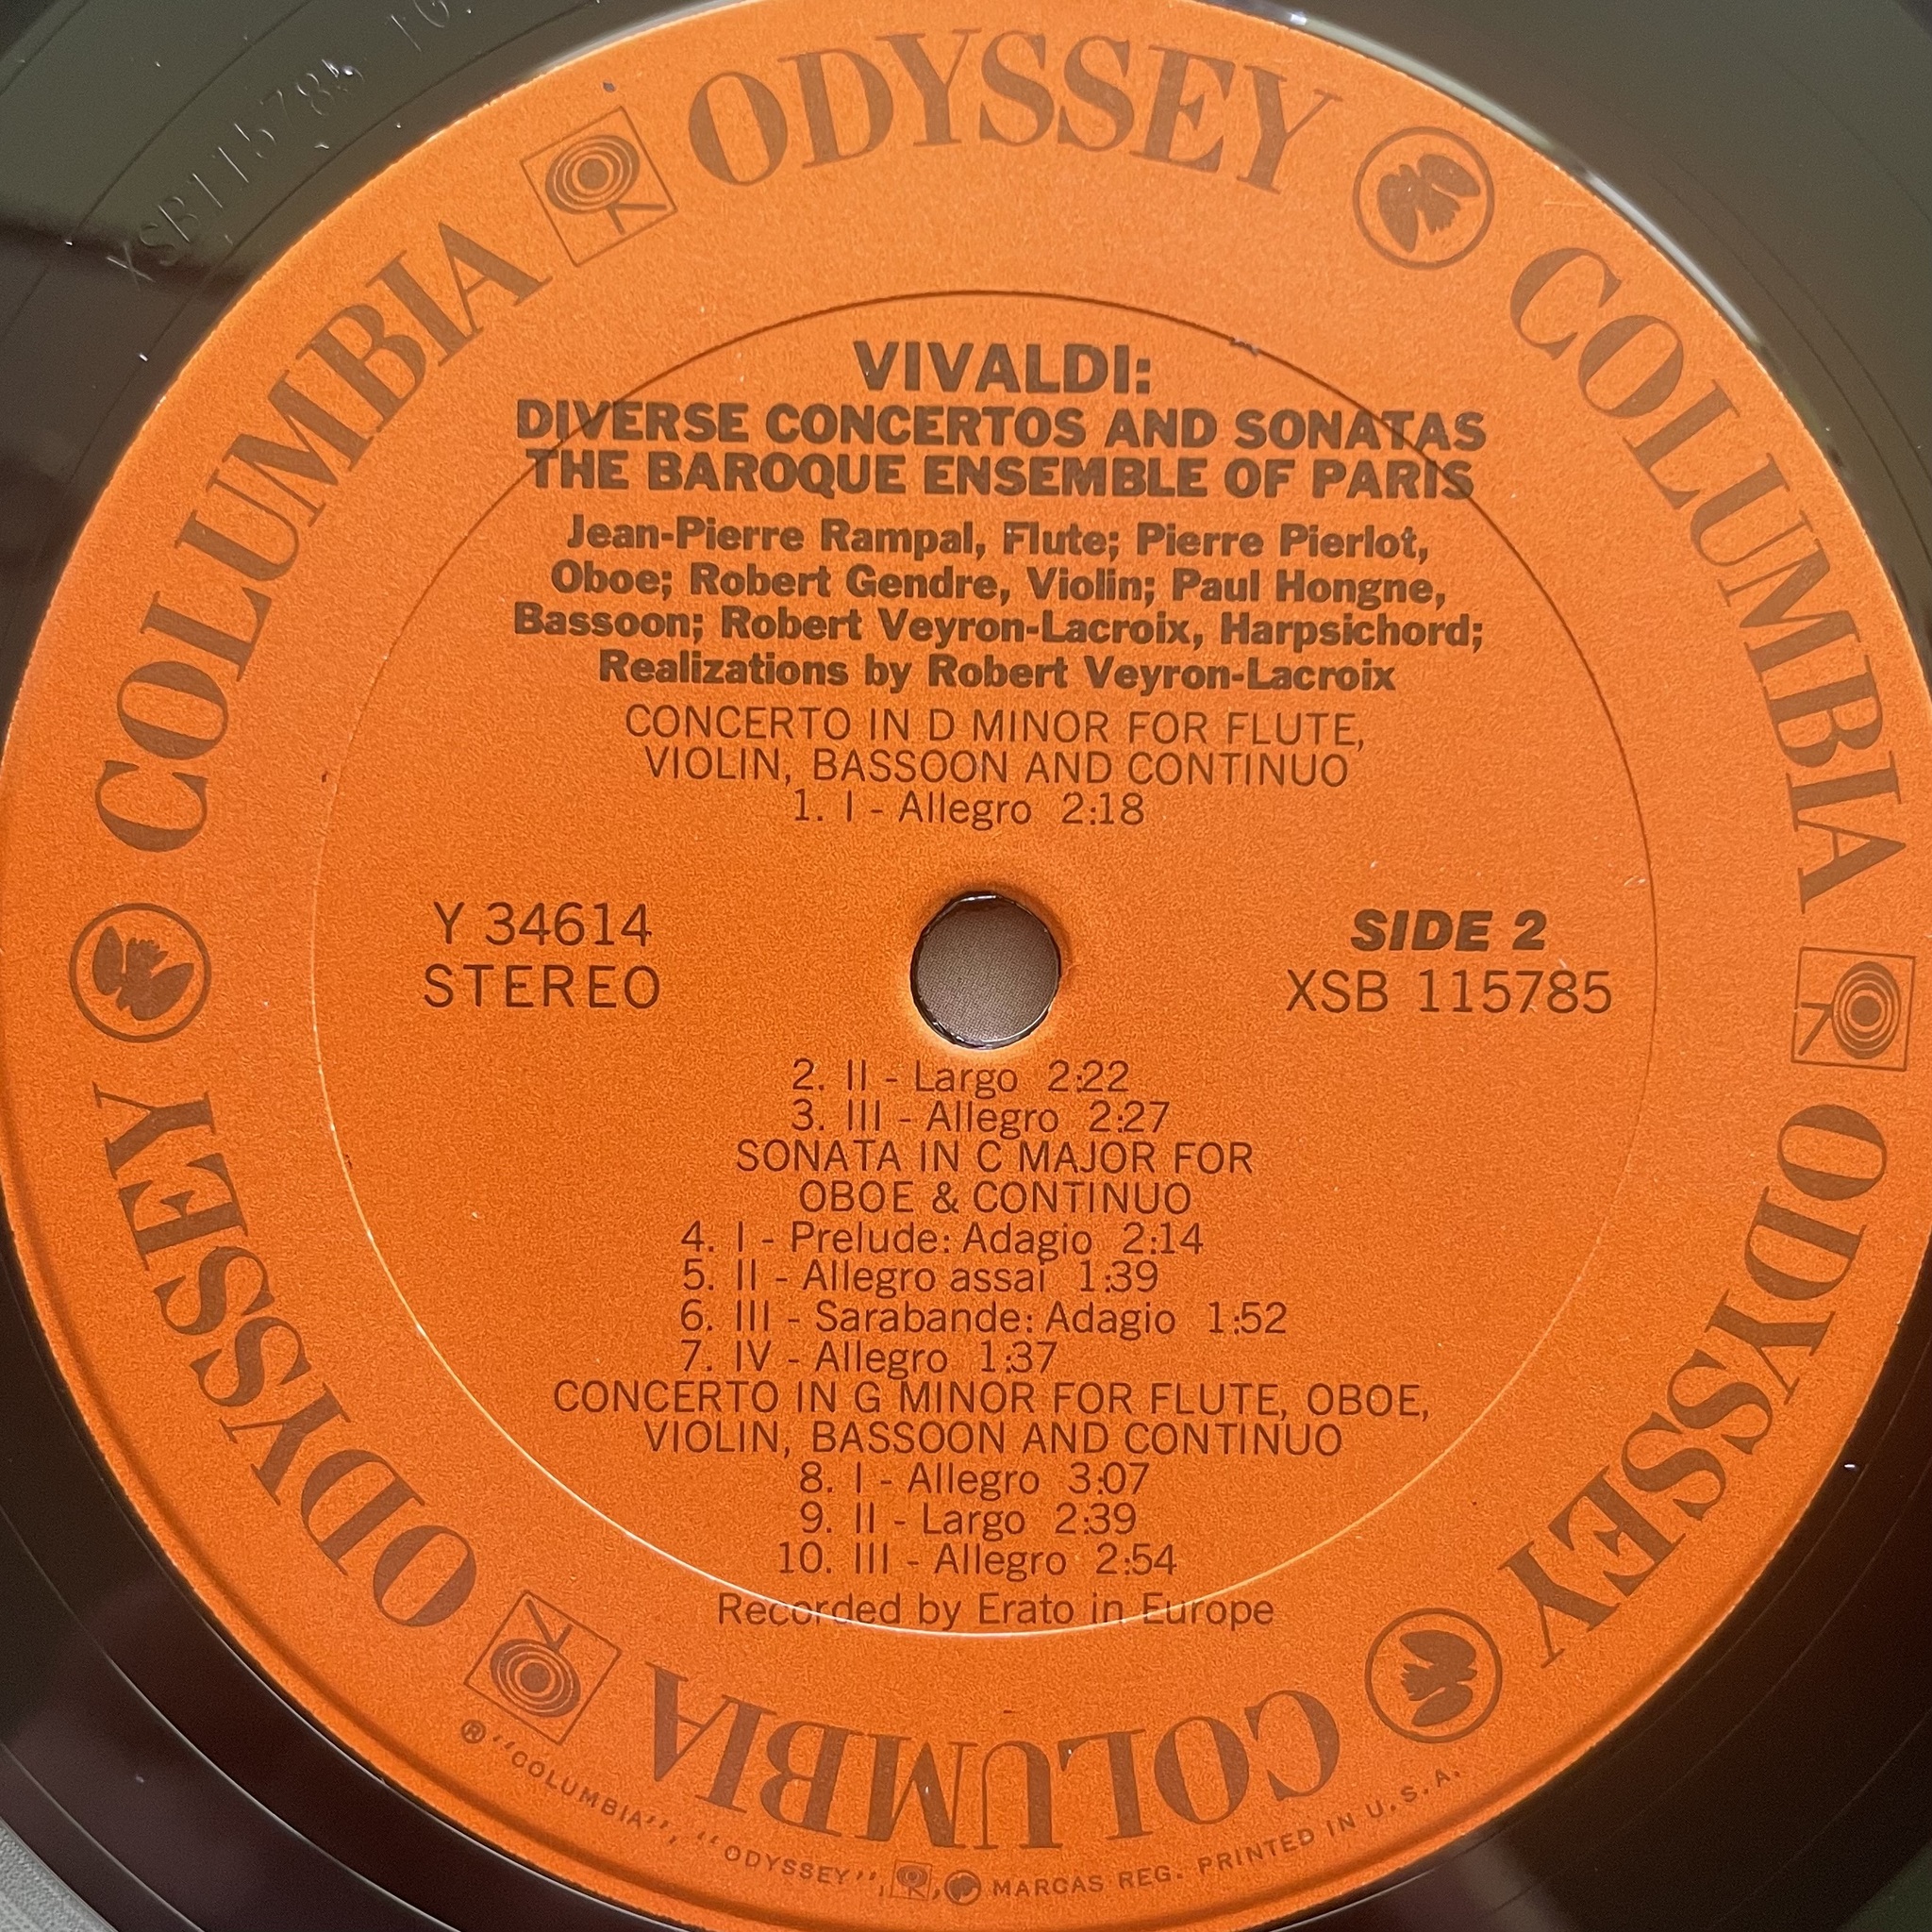 ODYSSEY
COLUMBIA
ODYSSEY
COLUMBIA
ODYSSEY
COLUMBIA
VIVALDI:
DIVERSE CONCERTOS AND SONATAS
THE BAROQUE ENSEMBLE OF PARIS
Jean-Pierre Rampal, Flute; Pierre Pierlot,
Oboe; Robert Gendre, Violin; Paul Hongne,
Bassoon; Robert Veyron-Lacroix, Harpsichord;
Realizations by Robert Veyron-Lacroix
CONCERTO IN D MINOR FOR FLUTE,
VIOLIN, BASSOON AND CONTINUO
1. I - Allegro 2:18
Y 34614
STEREO
SIDE 2
XSB 115785
2. II - Largo 2:22
3. III - Allegro 2:27
SONATA IN C MAJOR FOR
OBOE & CONTINUO
4. I - Prelude: Adagio 2:14
5. II - Allegro assai 1:39
6. III - Sarabande: Adagio 1:52
7. IV - Allegro 1:37
CONCERTO IN G MINOR FOR FLUTE, OBOE,
VIOLIN, BASSOON AND CONTINUO
8. I - Allegro 3:07
9. II - Largo 2:39
10. III - Allegro 2:54
Recorded by Erato in Europe
® "COLUMBIA", "ODYSSEY", , MARCAS REG. PRINTED IN U.S.A.